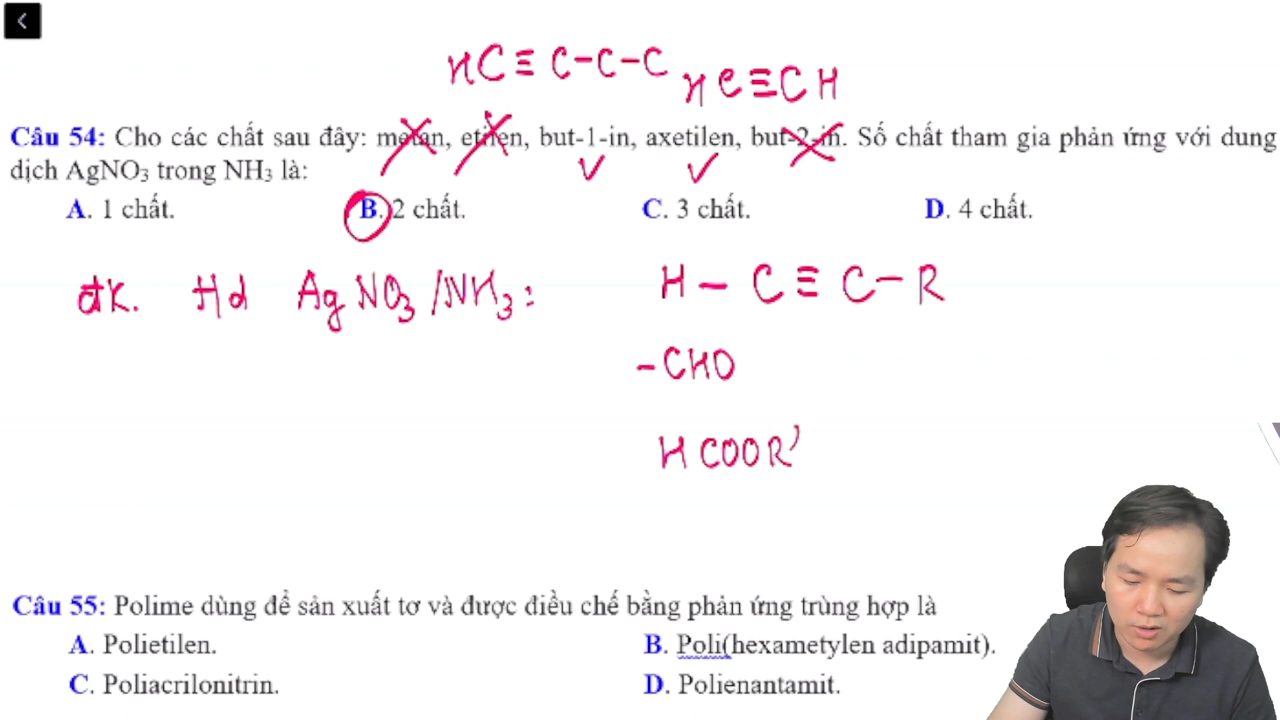 HC≡C-C-C HC≡CH
Câu 54: Cho các chất sau đây: metan, etilen, but-1-in, axetilen, but-2-in. Số chất tham gia phản ứng với dung
dịch AgNO₃ trong NH₃ là:
A. 1 chất. B. 2 chất. C. 3 chất. D. 4 chất.
đk. Hd AgNO₃/NH₃: H-C≡C-R
-CHO
HCOOR'
Câu 55: Polime dùng để sản xuất tơ và được điều chế bằng phản ứng trùng hợp là
A. Polietilen. B. Poli(hexametylen adipamit).
C. Poliacrilonitrin. D. Polienantamit.